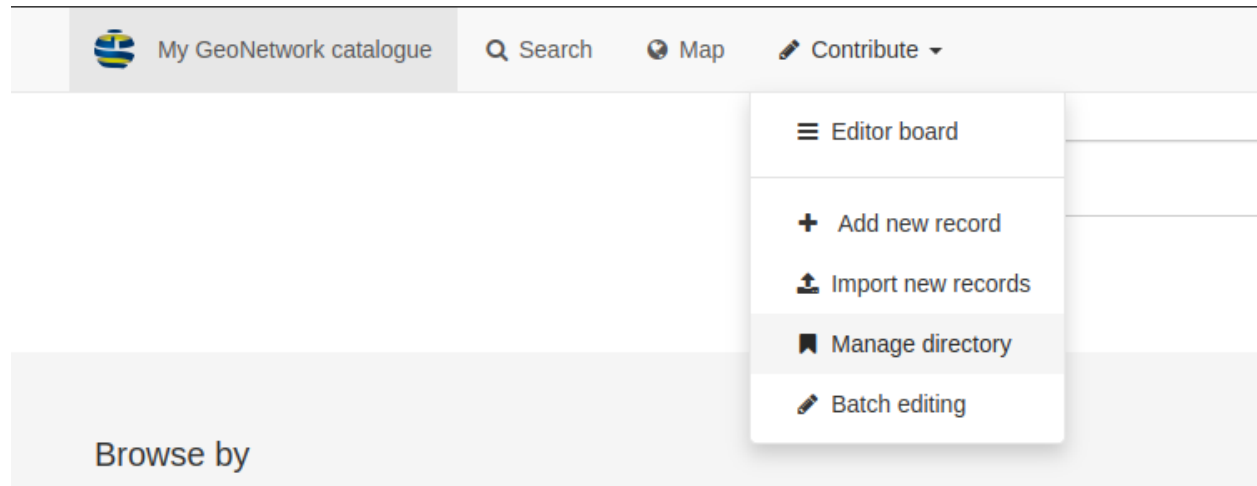 My GeoNetwork catalogue Search Map Contribute
Editor board
Add new record
Import new records
Manage directory
Batch editing
Browse by